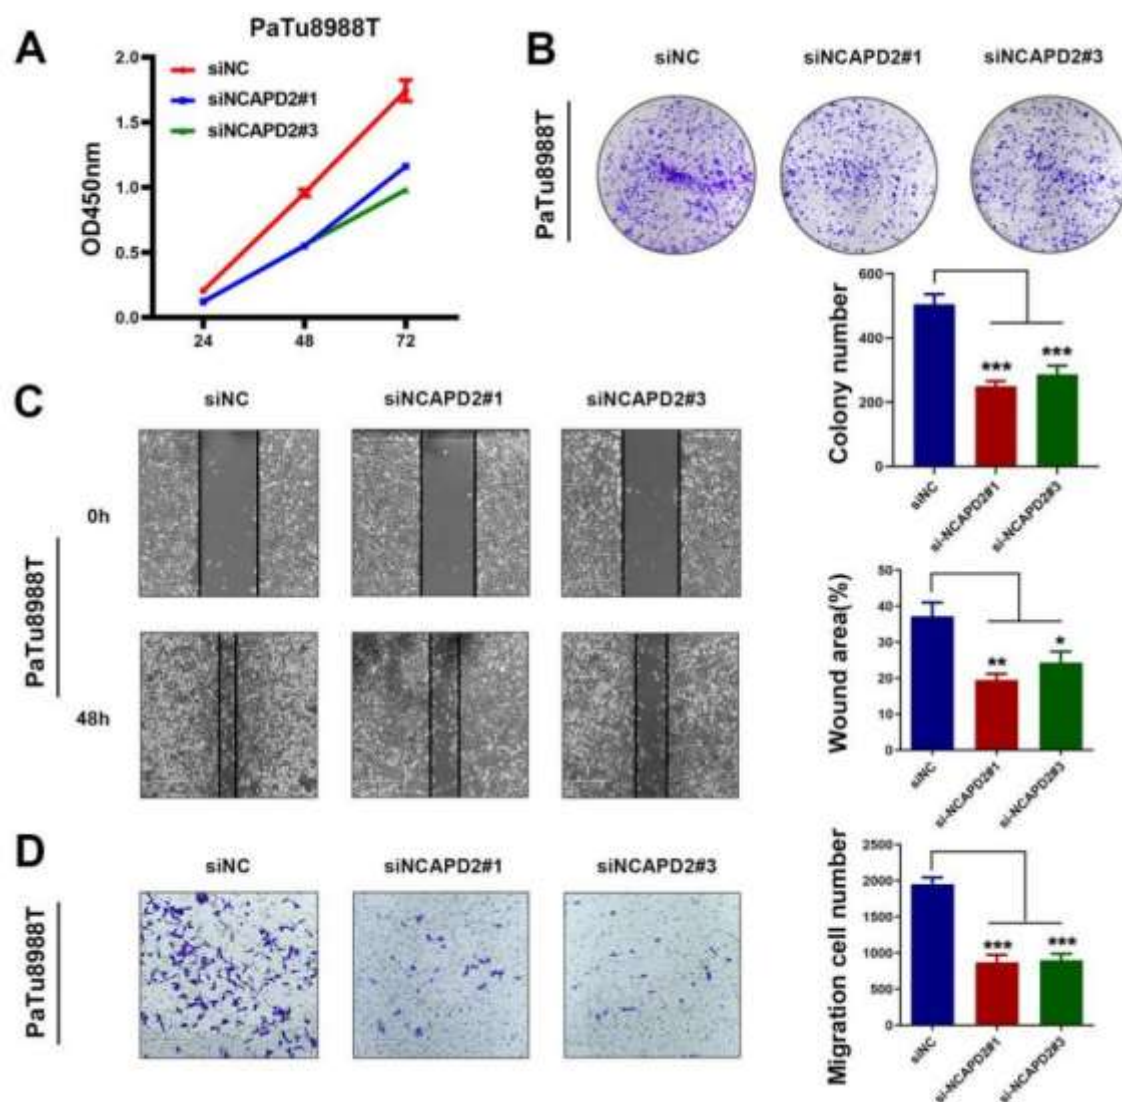 A
PaTu8988T
siNC
siNCAPD2#1
siNCAPD2#3
OD450nm
2.0
1.5
1.0
0.5
0.0
24
48
72
B
siNC
siNCAPD2#1
siNCAPD2#3
PaTu8988T
Colony number
600
400
200
0
***
***
siNC
si-NCAPD2#1
si-NCAPD2#3
C
siNC
siNCAPD2#1
siNCAPD2#3
PaTu8988T
0h
48h
Wound area(%)
50
40
30
20
10
0
**
*
siNC
si-NCAPD2#1
si-NCAPD2#3
D
siNC
siNCAPD2#1
siNCAPD2#3
PaTu8988T
Migration cell number
2500
2000
1500
1000
500
0
***
***
siNC
si-NCAPD2#1
si-NCAPD2#3